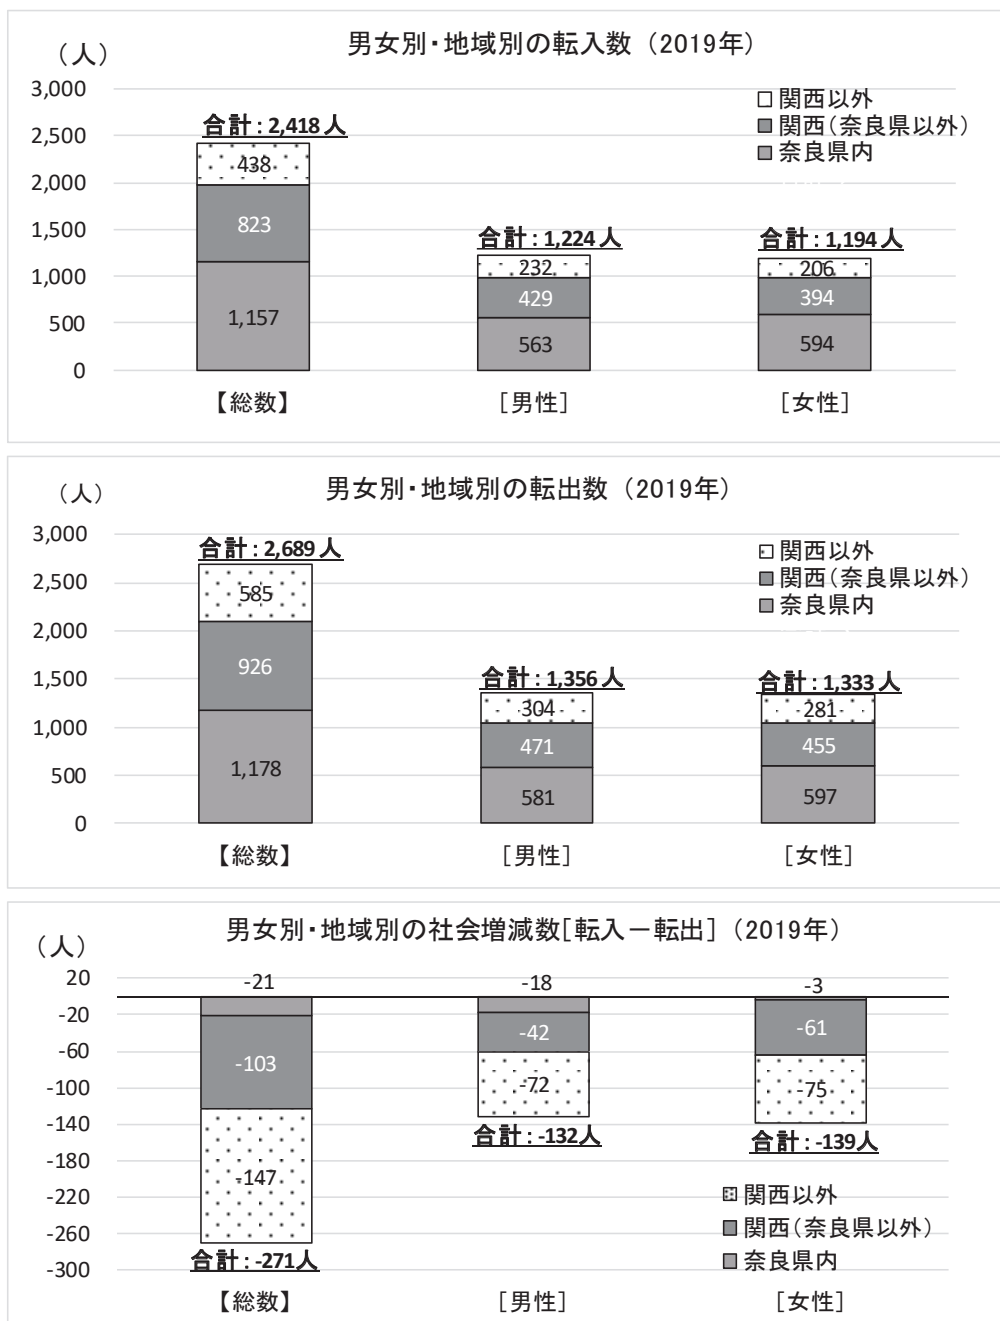 男女別・地域別の転入数（2019年）
（人）
3,000
2,500
2,000
1,500
1,000
500
0
関西以外
関西（奈良県以外）
奈良県内
合計：2,418人
438
823
1,157
合計：1,224人
232
429
563
合計：1,194人
206
394
594
【総数】 ［男性］ ［女性］
男女別・地域別の転出数（2019年）
（人）
3,000
2,500
2,000
1,500
1,000
500
0
関西以外
関西（奈良県以外）
奈良県内
合計：2,689人
585
926
1,178
合計：1,356人
304
471
581
合計：1,333人
281
455
597
【総数】 ［男性］ ［女性］
男女別・地域別の社会増減数［転入－転出］（2019年）
（人）
20
-20
-60
-100
-140
-180
-220
-260
-300
-21
-103
-147
合計：-271人
-18
-42
-72
合計：-132人
-3
-61
-75
合計：-139人
関西以外
関西（奈良県以外）
奈良県内
【総数】 ［男性］ ［女性］